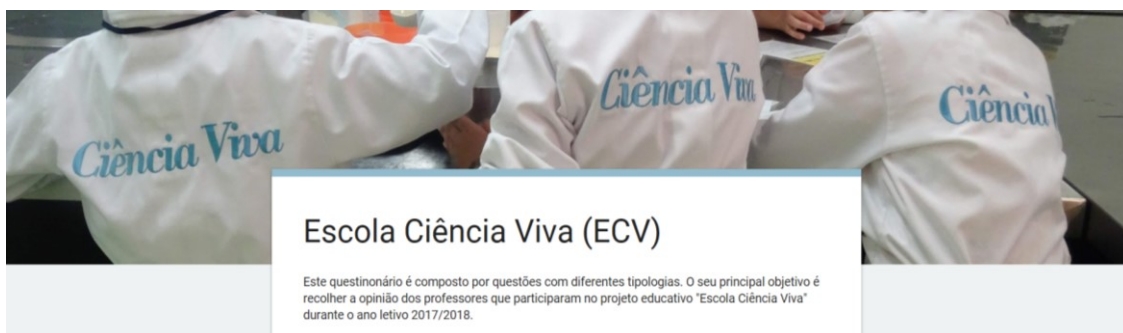 Ciência Viva
Ciência Viva
Ciência
Escola Ciência Viva (ECV)
Este questinonário é composto por questões com diferentes tipologias. O seu principal objetivo é
recolher a opinião dos professores que participaram no projeto educativo "Escola Ciência Viva"
durante o ano letivo 2017/2018.